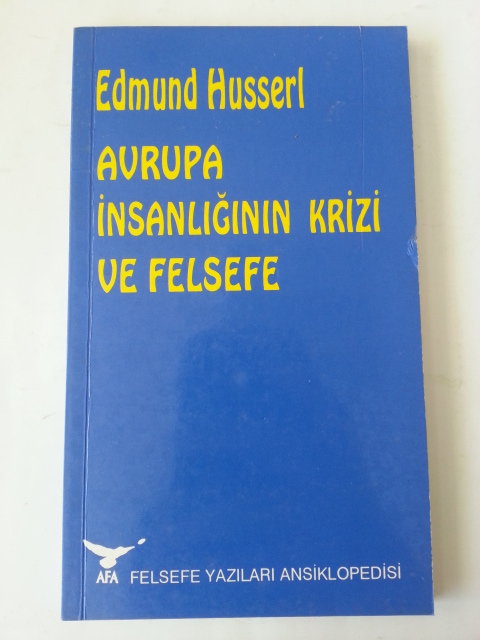 Edmund Husserl
AVRUPA
İNSANLIĞININ KRİZİ
VE FELSEFE
AFA FELSEFE YAZILARI ANSİKLOPEDİSİ